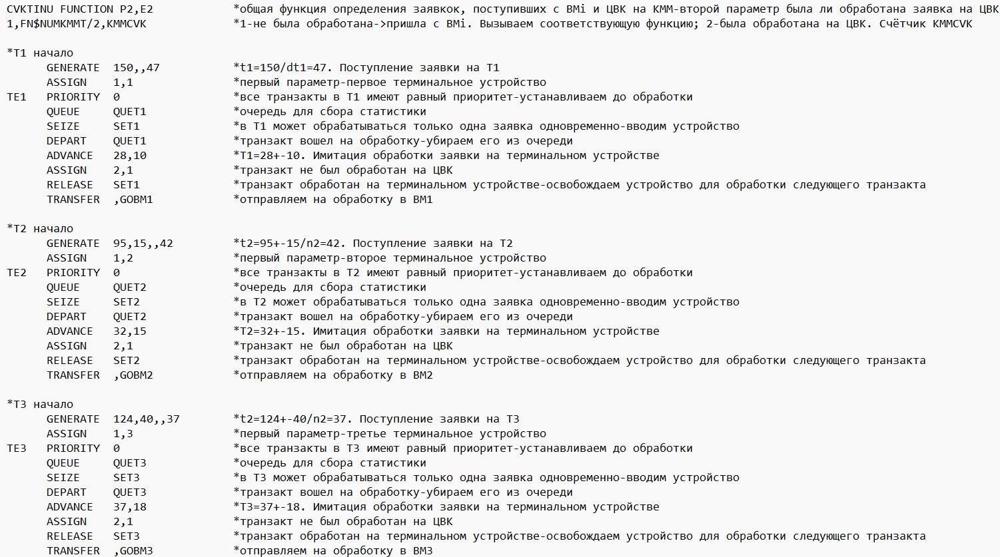 CVKTINU FUNCTION P2,E2 *общая функция определения заявкок, поступивших с BMi и ЦВК на КММ-второй параметр была ли обработана заявка на ЦВК
1,FN$NUMKMMT/2,KMMCVK *1-не была обработана->пришла с BMi. Вызываем соответствующую функцию; 2-была обработана на ЦВК. Счётчик KMMCVK
*T1 начало
GENERATE 150,,47 *t1=150/dt1=47. Поступление заявки на T1
ASSIGN 1,1 *первый параметр-первое терминальное устройство
TE1 PRIORITY 0 *все транзакты в T1 имеют равный приоритет-устанавливаем до обработки
QUEUE QUET1 *очередь для сбора статистики
SEIZE SET1 *в T1 может обрабатываться только одна заявка одновременно-вводим устройство
DEPART QUET1 *транзакт вошел на обработку-убираем его из очереди
ADVANCE 28,10 *T1=28+-10. Имитация обработки заявки на терминальном устройстве
ASSIGN 2,1 *транзакт не был обработан на ЦВК
RELEASE SET1 *транзакт обработан на терминальном устройстве-освобождаем устройство для обработки следующего транзакта
TRANSFER ,GOBM1 *отправляем на обработку в BM1
*T2 начало
GENERATE 95,15,,42 *t2=95+-15/n2=42. Поступление заявки на T2
ASSIGN 1,2 *первый параметр-второе терминальное устройство
TE2 PRIORITY 0 *все транзакты в T2 имеют равный приоритет-устанавливаем до обработки
QUEUE QUET2 *очередь для сбора статистики
SEIZE SET2 *в T2 может обрабатываться только одна заявка одновременно-вводим устройство
DEPART QUET2 *транзакт вошел на обработку-убираем его из очереди
ADVANCE 32,15 *T2=32+-15. Имитация обработки заявки на терминальном устройстве
ASSIGN 2,1 *транзакт не был обработан на ЦВК
RELEASE SET2 *транзакт обработан на терминальном устройстве-освобождаем устройство для обработки следующего транзакта
TRANSFER ,GOBM2 *отправляем на обработку в BM2
*T3 начало
GENERATE 124,40,,37 *t2=124+-40/n2=37. Поступление заявки на T3
ASSIGN 1,3 *первый параметр-третье терминальное устройство
TE3 PRIORITY 0 *все транзакты в T3 имеют равный приоритет-устанавливаем до обработки
QUEUE QUET3 *очередь для сбора статистики
SEIZE SET3 *в T3 может обрабатываться только одна заявка одновременно-вводим устройство
DEPART QUET3 *транзакт вошел на обработку-убираем его из очереди
ADVANCE 37,18 *T3=37+-18. Имитация обработки заявки на терминальном устройстве
ASSIGN 2,1 *транзакт не был обработан на ЦВК
RELEASE SET3 *транзакт обработан на терминальном устройстве-освобождаем устройство для обработки следующего транзакта
TRANSFER ,GOBM3 *отправляем на обработку в BM3